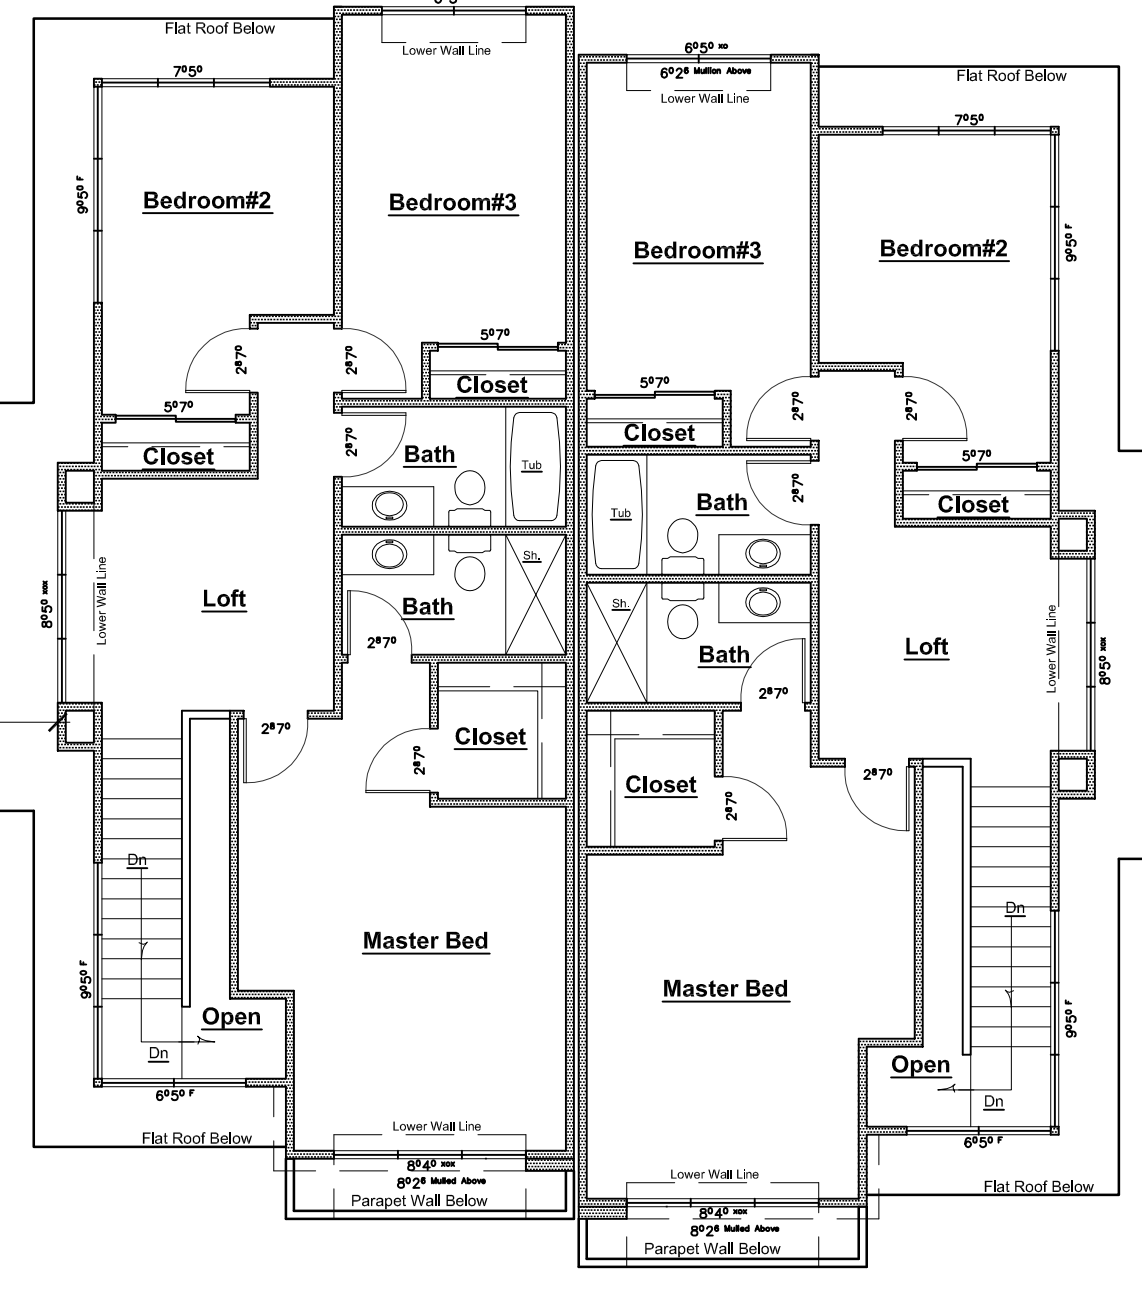 Flat Roof Below
Lower Wall Line
6⁰5⁰ xo
6⁰2⁶ Mullion Above
Lower Wall Line
Flat Roof Below
7⁰5⁰
7⁰5⁰
9⁰5⁰ F
Bedroom#2
Bedroom#3
Bedroom#3
Bedroom#2
9⁰5⁰ F
2⁸7⁰
2⁸7⁰
5⁰7⁰
Closet
5⁰7⁰
Closet
5⁰7⁰
Closet
2⁸7⁰
2⁸7⁰
5⁰7⁰
Closet
2⁸7⁰
Bath
Tub
Tub
Bath
2⁸7⁰
8⁰5⁰ xox
Lower Wall Line
Loft
Sh.
Bath
2⁸7⁰
Sh.
Bath
2⁸7⁰
Loft
Lower Wall Line
8⁰5⁰ xox
2⁸7⁰
2⁸7⁰
Closet
Closet
2⁸7⁰
2⁸7⁰
Dn
Dn
Master Bed
Master Bed
9⁰5⁰ F
9⁰5⁰ F
Open
Dn
Open
Dn
6⁰5⁰ F
6⁰5⁰ F
Flat Roof Below
Lower Wall Line
8⁰4⁰ xox
8⁰2⁶ Mulled Above
Parapet Wall Below
Lower Wall Line
8⁰4⁰ xox
8⁰2⁶ Mulled Above
Parapet Wall Below
Flat Roof Below